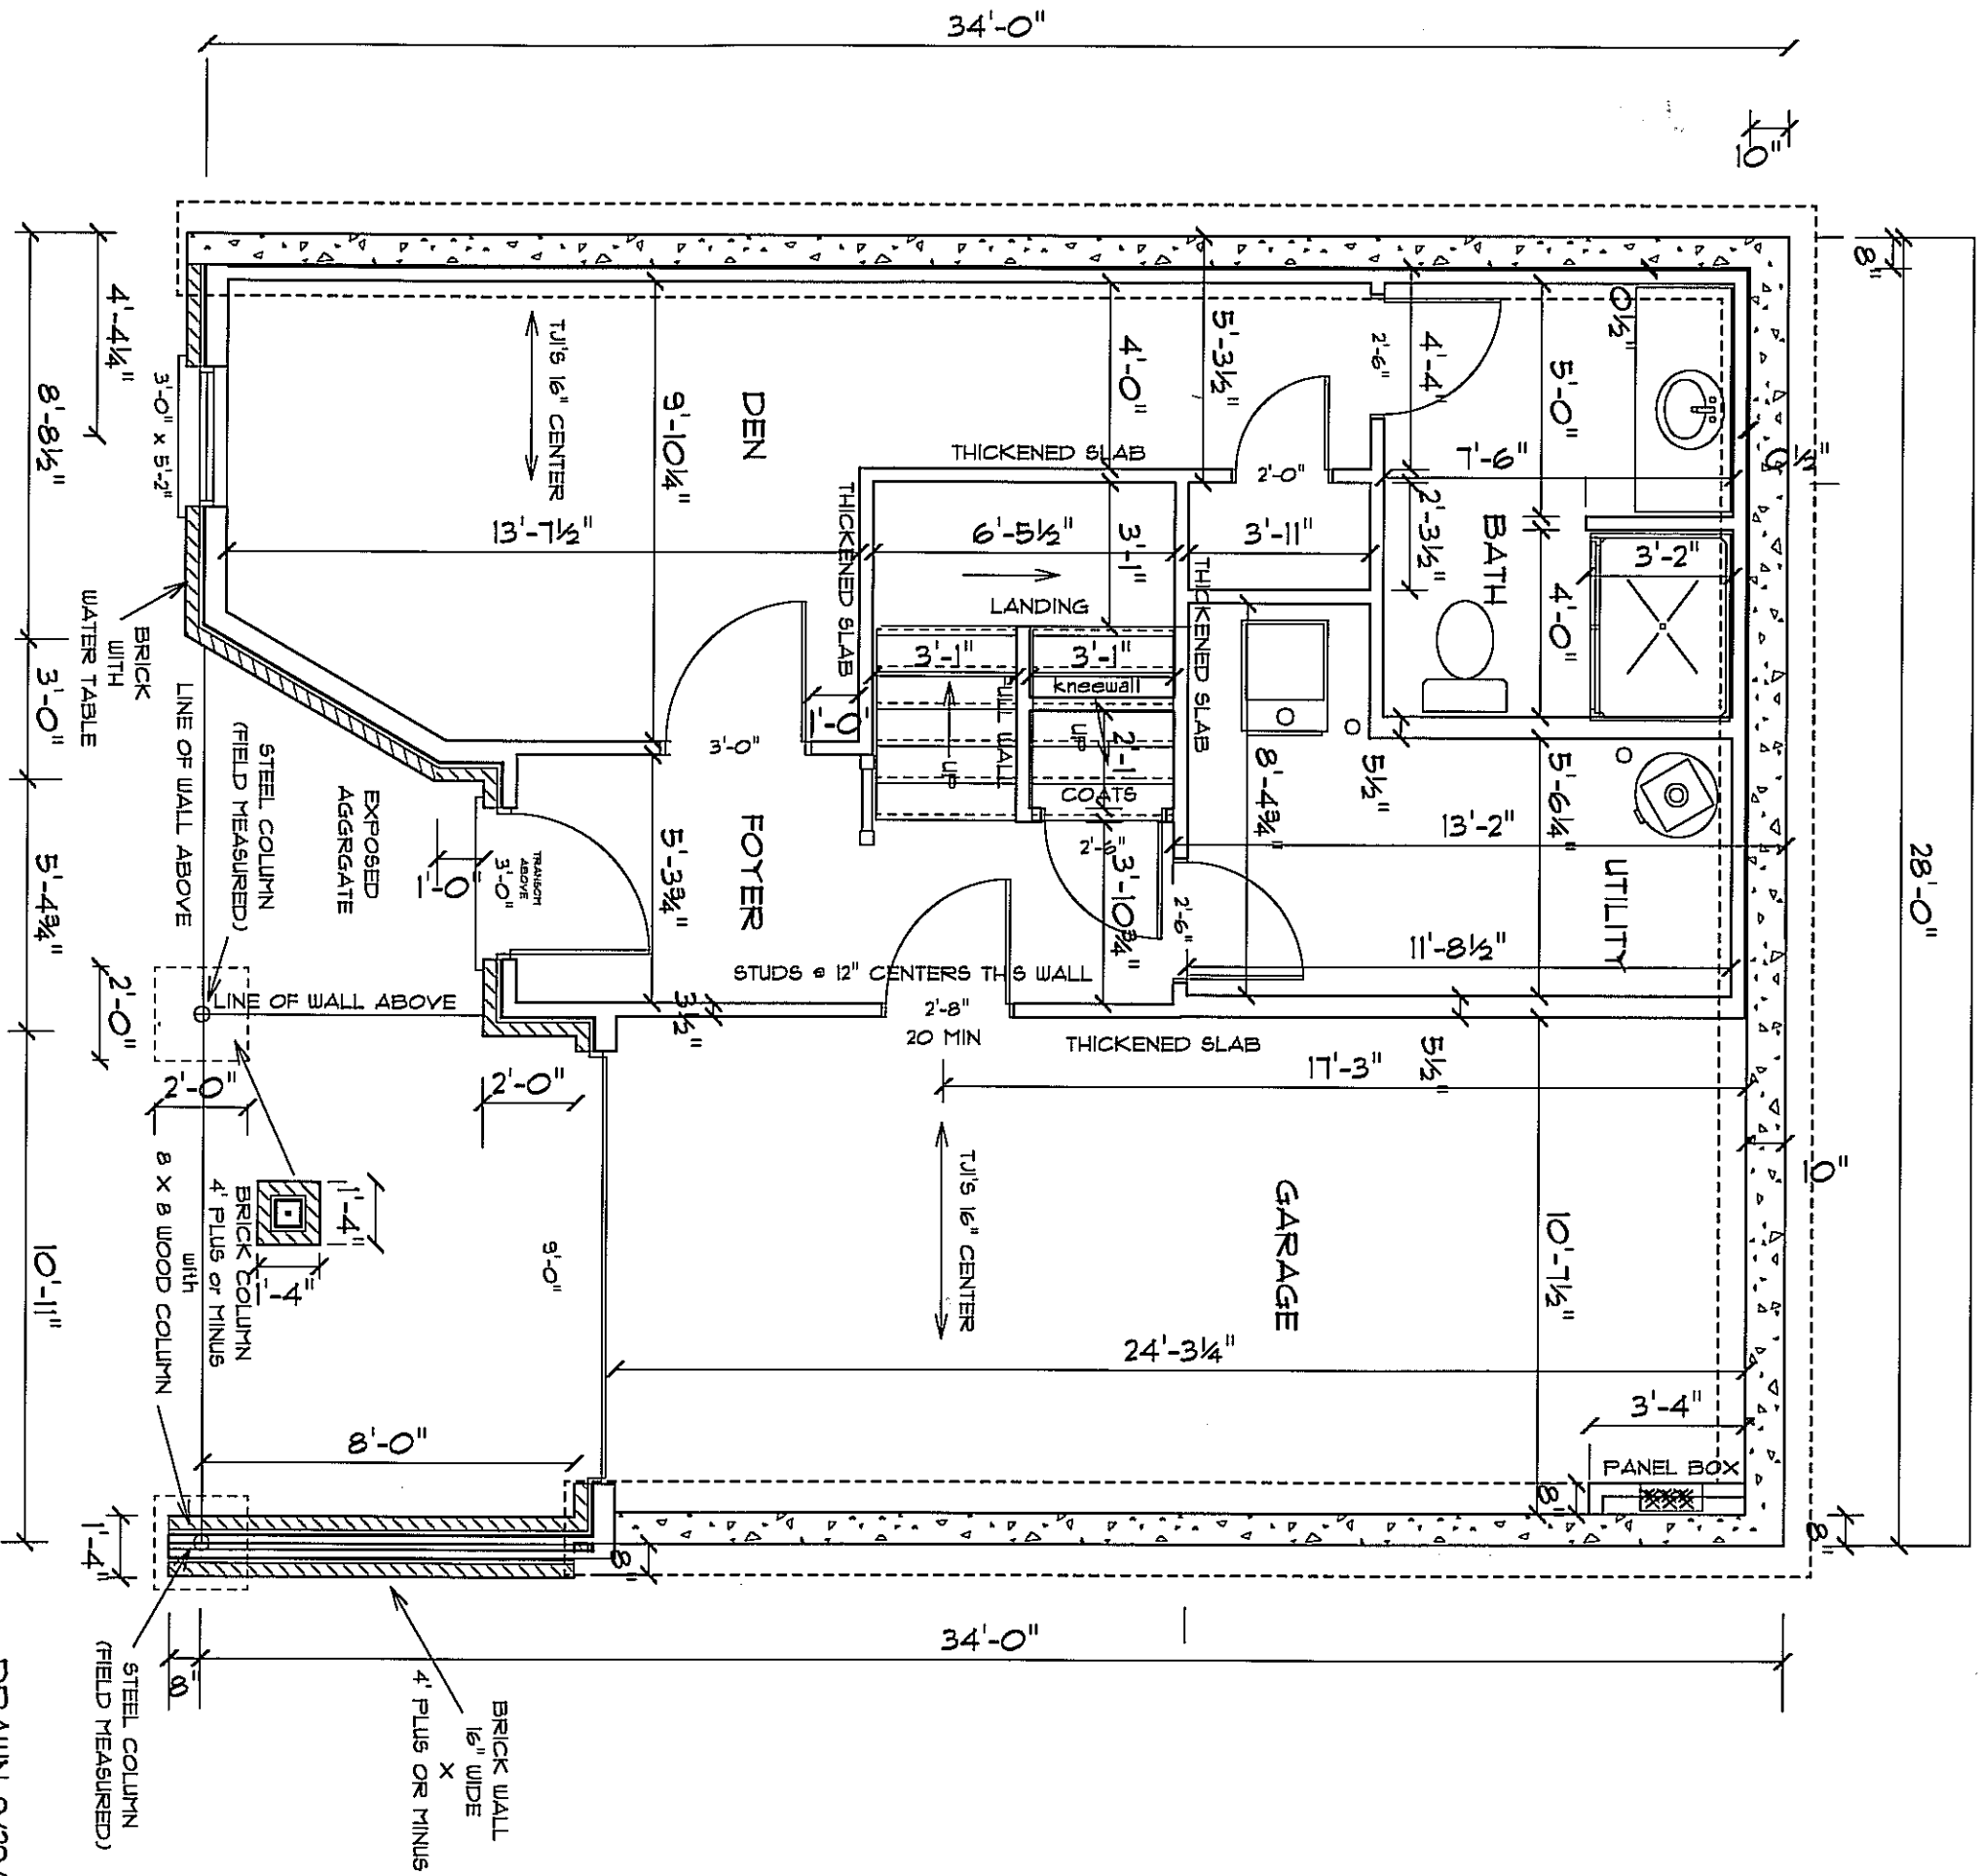 34'-0"
10"
8"
28'-0"
4'-4¼"
8'-8½"
3'-0"
5'-4¾"
10'-11"
3'-0" x 5'-2"
TJI'S 16" CENTER
DEN
9'-10¼"
13'-7½"
4'-0"
5'-3½"
2'-6"
4'-4"
5'-0"
0½"
7'-6"
THICKENED SLAB
THICKENED SLAB
THICKENED SLAB
2'-0"
3'-11"
2'-3½"
BATH
3'-2"
4'-0"
6'-5½"
3'-1"
LANDING
3'-1"
3'-1"
kneewall
FULL WALL
UP
UP
2'-1"
COATS
1'-0"
3'-0"
8'-4¾"
5½"
5'-6¼"
13'-2"
UTILITY
11'-8½"
2'-6"
3'-10¾"
FOYER
5'-3¾"
TRANSOM
ABOVE
3'-0"
1'-0"
EXPOSED
AGGRGATE
BRICK
WITH
WATER TABLE
LINE OF WALL ABOVE
STEEL COLUMN
(FIELD MEASURED)
LINE OF WALL ABOVE
2'-0"
2'-0"
2'-0"
STUDS @ 12" CENTERS TH S WALL
3½"
2'-8"
20 MIN
THICKENED SLAB
5½"
17'-3"
10"
TJI'S 16" CENTER
GARAGE
10'-7½"
24'-3¼"
3'-4"
PANEL BOX
8"
8"
8"
9'-0"
1'-4"
1'-4"
BRICK COLUMN
4' PLUS or MINUS
with
8 X 8 WOOD COLUMN
8'-0"
1'-4"
8"
34'-0"
STEEL COLUMN
(FIELD MEASURED)
BRICK WALL
16" WIDE
X
4' PLUS OR MINUS